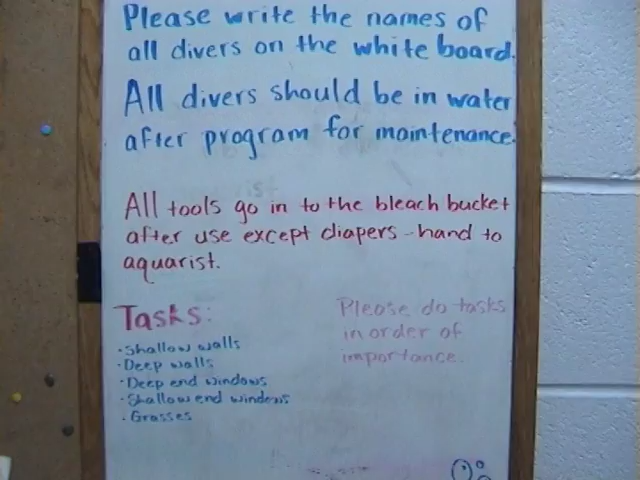 Please write the names of
all divers on the white board.
All divers should be in water
after program for maintenance.
All tools go in to the bleach bucket
after use except diapers - hand to
aquarist.
Tasks:
· Shallow walls
· Deep walls
· Deep end windows
· Shallow end windows
· Grasses
Please do tasks
in order of
importance.